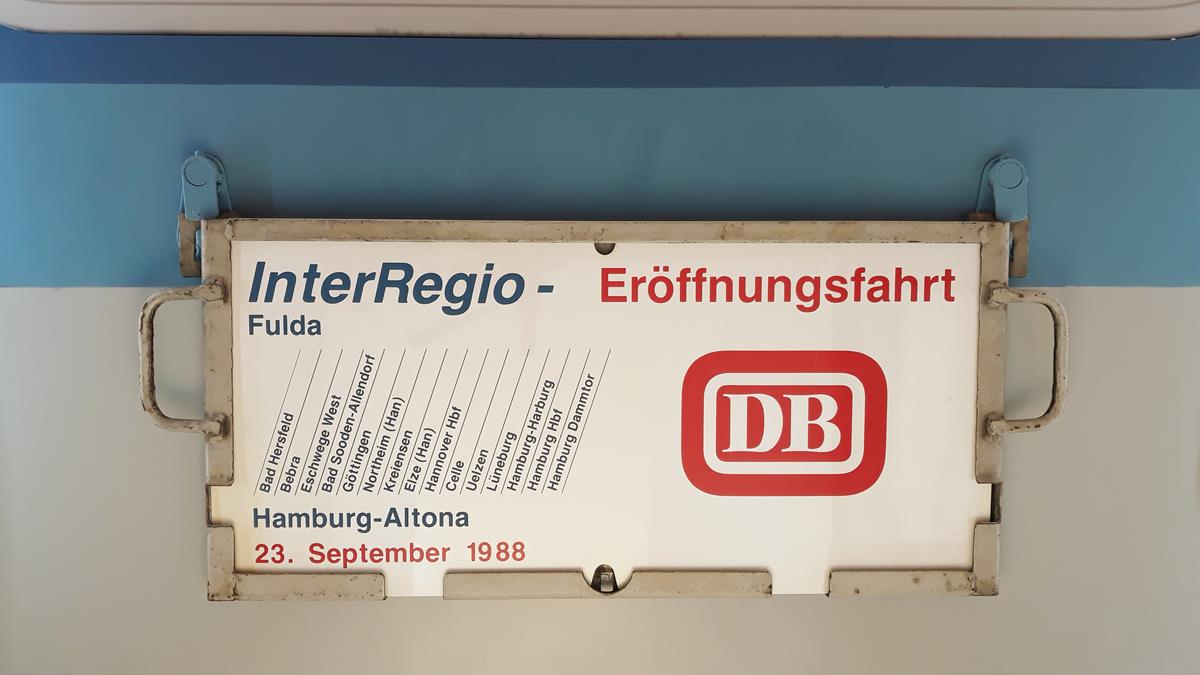 InterRegio - Eröffnungsfahrt
Fulda
Bad Hersfeld
Bebra
Eschwege West
Bad Sooden-Allendorf
Göttingen
Northeim (Han)
Kreiensen
Elze (Han)
Hannover Hbf
Celle
Uelzen
Lüneburg
Hamburg-Harburg
Hamburg Hbf
Hamburg Dammtor
DB
Hamburg-Altona
23. September 1988